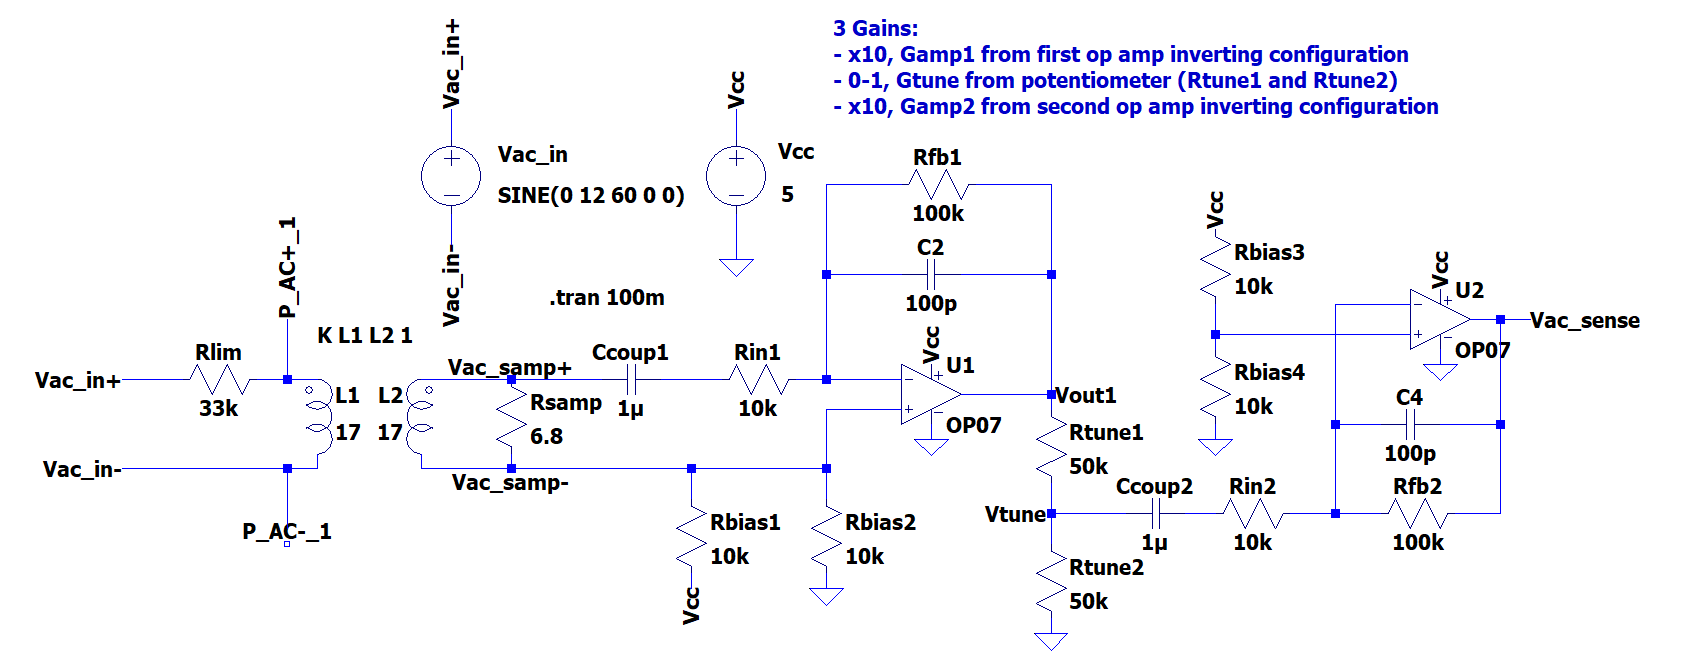 3 Gains:
- x10, Gamp1 from first op amp inverting configuration
- 0-1, Gtune from potentiometer (Rtune1 and Rtune2)
- x10, Gamp2 from second op amp inverting configuration
Vac_in+
Vac_in
SINE(0 12 60 0 0)
Vac_in-
Vcc
Vcc
5
.tran 100m
K L1 L2 1
P_AC+_1
Rlim
33k
Vac_in+
Vac_in-
P_AC-_1
L1
17
L2
17
Vac_samp+
Rsamp
6.8
Vac_samp-
Ccoup1
1µ
Rin1
10k
Rfb1
100k
C2
100p
Vcc
U1
OP07
Rbias1
10k
Vcc
Rbias2
10k
Vout1
Rtune1
50k
Vtune
Rtune2
50k
Ccoup2
1µ
Rin2
10k
Vcc
Rbias3
10k
Rbias4
10k
Vcc
U2
OP07
Vac_sense
C4
100p
Rfb2
100k